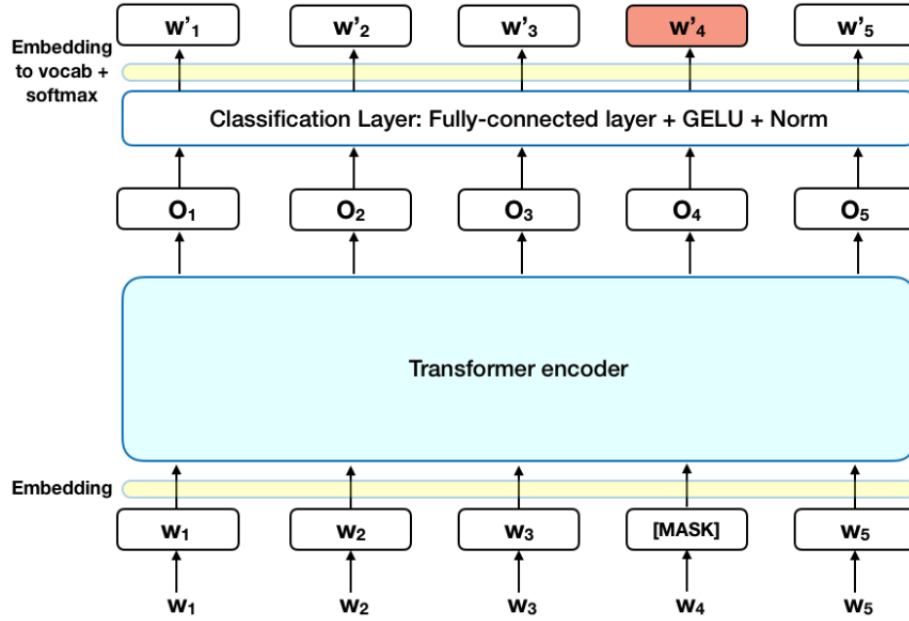 w’1 w’2 w’3 w’4 w’5
Embedding
to vocab +
softmax
Classification Layer: Fully-connected layer + GELU + Norm
O1 O2 O3 O4 O5
Transformer encoder
Embedding
W1 W2 W3 [MASK] W5
W1 W2 W3 W4 W5